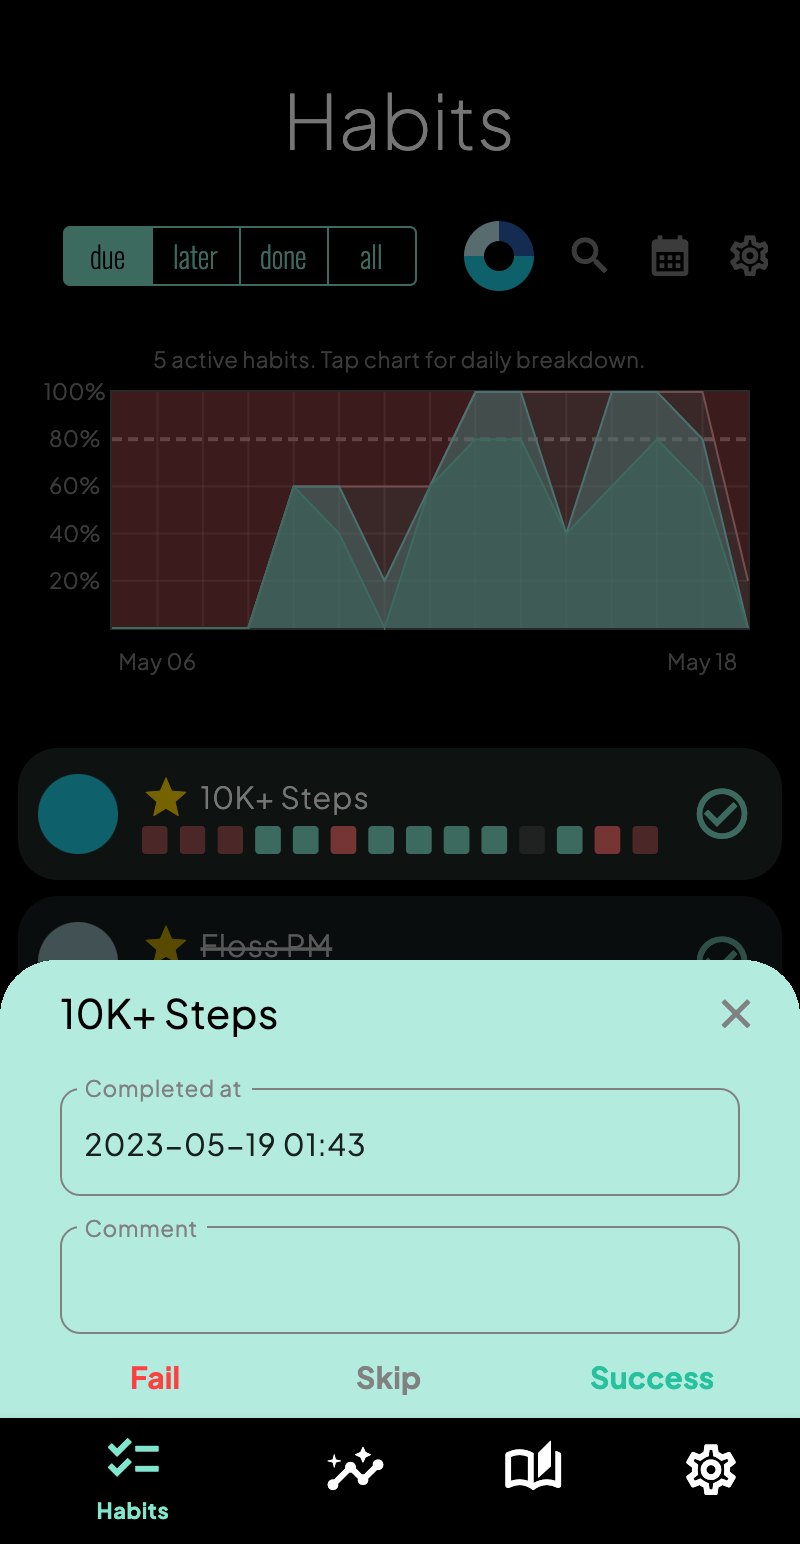 Habits
due later done all
5 active habits. Tap chart for daily breakdown.
100%
80%
60%
40%
20%
May 06 May 18
10K+ Steps
Floss PM
10K+ Steps
Completed at
2023-05-19 01:43
Comment
Fail Skip Success
Habits